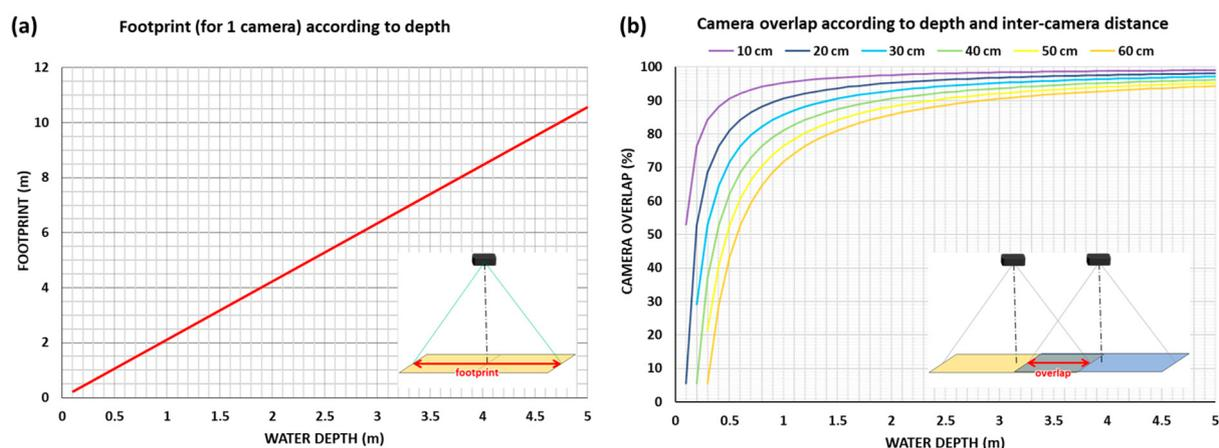 (a)
Footprint (for 1 camera) according to depth
FOOTPRINT (m)
12
10
8
6
4
2
0
0 0.5 1 1.5 2 2.5 3 3.5 4 4.5 5
WATER DEPTH (m)
footprint
(b)
Camera overlap according to depth and inter-camera distance
10 cm 20 cm 30 cm 40 cm 50 cm 60 cm
CAMERA OVERLAP (%)
100
90
80
70
60
50
40
30
20
10
0
0 0.5 1 1.5 2 2.5 3 3.5 4 4.5 5
WATER DEPTH (m)
overlap